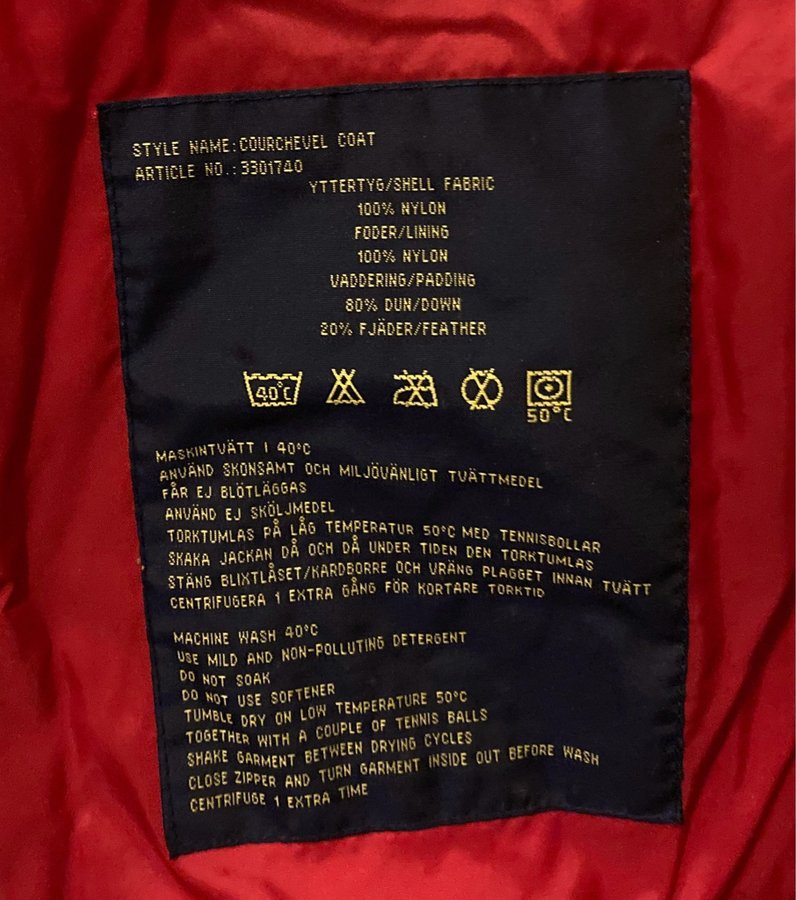 STYLE NAME:COURCHEVEL COAT
ARTICLE NO.:3301740
YTTERTYG/SHELL FABRIC
100% NYLON
FODER/LINING
100% NYLON
VADDERING/PADDING
80% DUN/DOWN
20% FJÄDER/FEATHER
40°C
50°C
MASKINTVÄTT I 40°C
ANVÄND SKONSAMT OCH MILJÖVÄNLIGT TVÄTTMEDEL
FÅR EJ BLÖTLÄGGAS
ANVÄND EJ SKÖLJMEDEL
TORKTUMLAS PÅ LÅG TEMPERATUR 50°C MED TENNISBOLLAR
SKAKA JACKAN DÅ OCH DÅ UNDER TIDEN DEN TORKTUMLAS
STÄNG BLIXTLÅSET/KARDBORRE OCH VRÄNG PLAGGET INNAN TVÄTT
CENTRIFUGERA 1 EXTRA GÅNG FÖR KORTARE TORKTID
MACHINE WASH 40°C
USE MILD AND NON-POLLUTING DETERGENT
DO NOT SOAK
DO NOT USE SOFTENER
TUMBLE DRY ON LOW TEMPERATURE 50°C
TOGETHER WITH A COUPLE OF TENNIS BALLS
SHAKE GARMENT BETWEEN DRYING CYCLES
CLOSE ZIPPER AND TURN GARMENT INSIDE OUT BEFORE WASH
CENTRIFUGE 1 EXTRA TIME